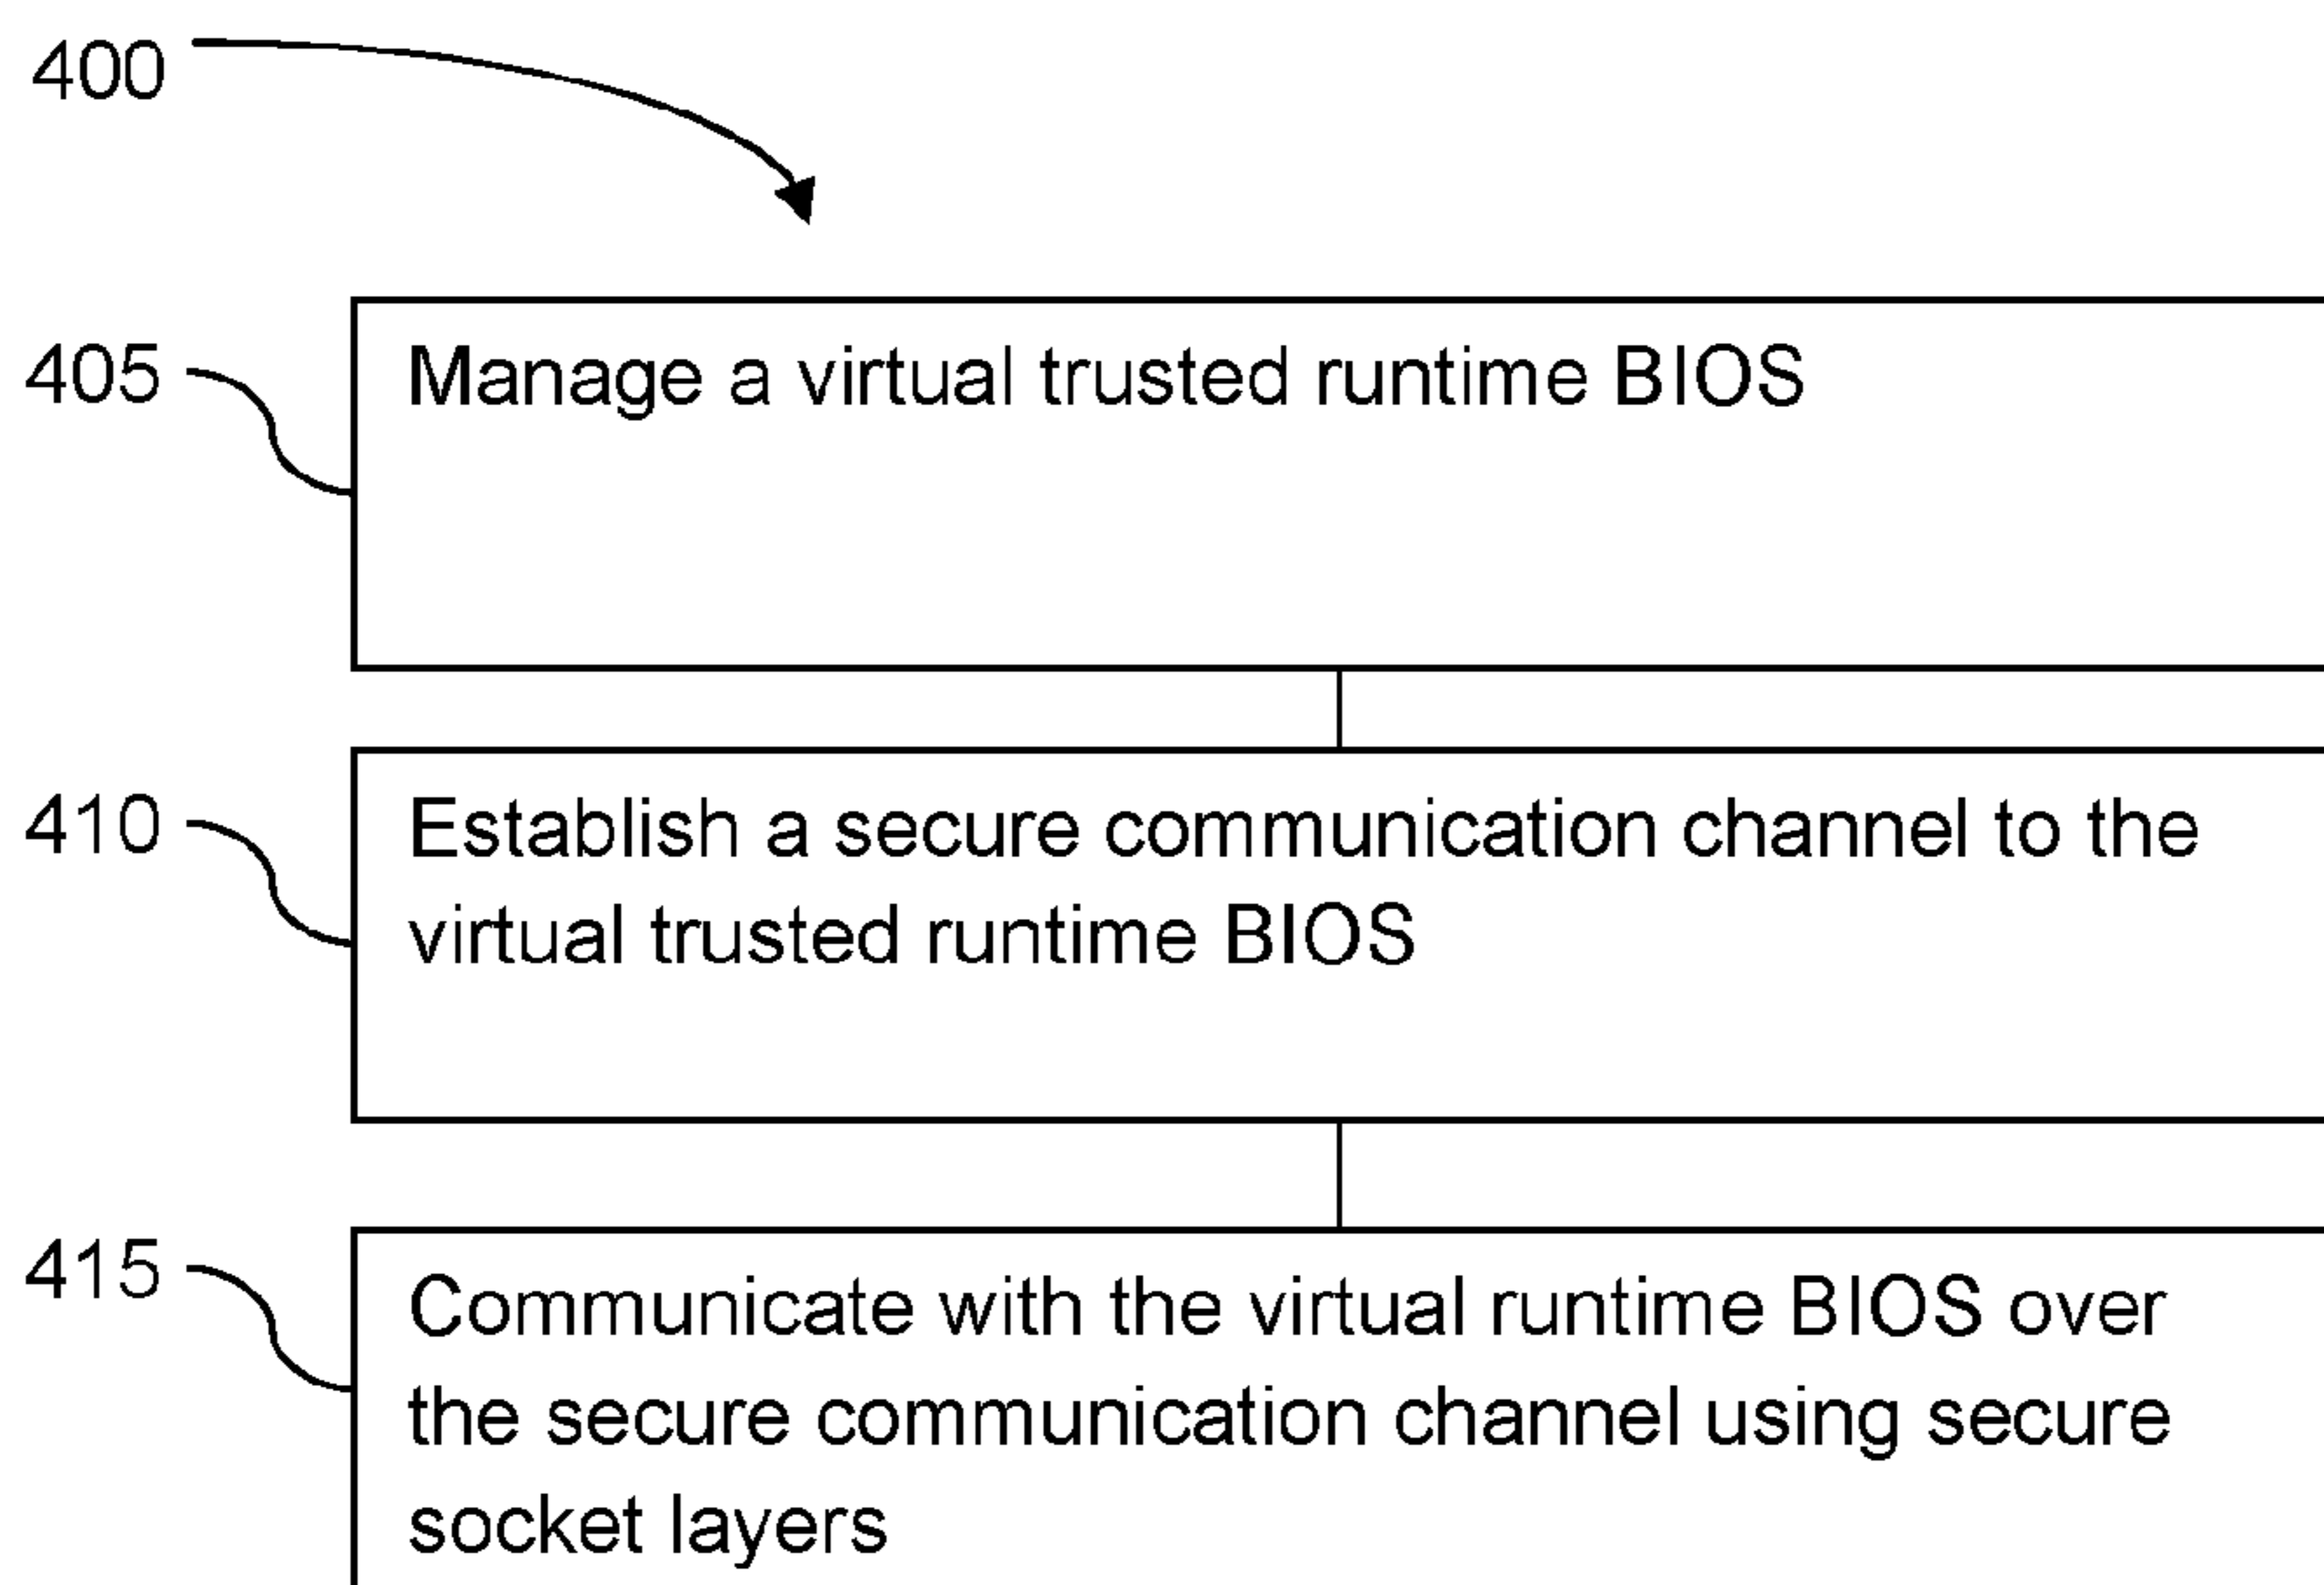 400
405
Manage a virtual trusted runtime BIOS
410
Establish a secure communication channel to the
virtual trusted runtime BIOS
415
Communicate with the virtual runtime BIOS over
the secure communication channel using secure
socket layers